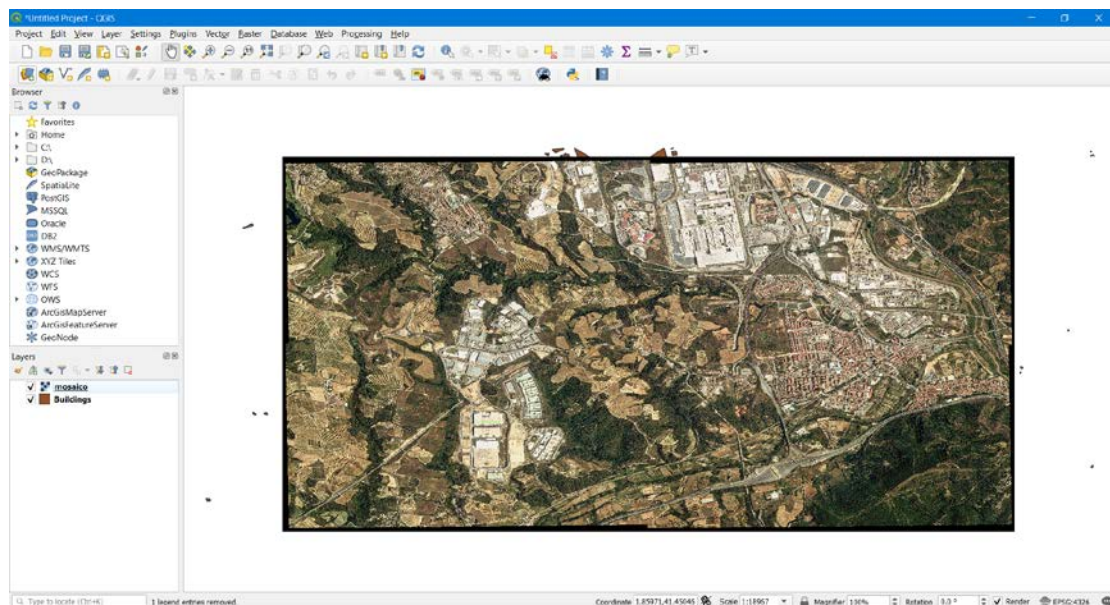 *Untitled Project - QGIS
Project Edit View Layer Settings Plugins Vector Raster Database Web Processing Help
Browser
Favorites
Home
C:\
D:\
GeoPackage
SpatiaLite
PostGIS
MSSQL
Oracle
DB2
WMS/WMTS
XYZ Tiles
WCS
WFS
OWS
ArcGisMapServer
ArcGisFeatureServer
GeoNode
Layers
mosaico
Buildings
Type to locate (Ctrl+K) 1 legend entries removed Coordinate 1.85971,41.45046 Scale 1:18967 Magnifier 100% Rotation 0.0 ° Render EPSG:4326